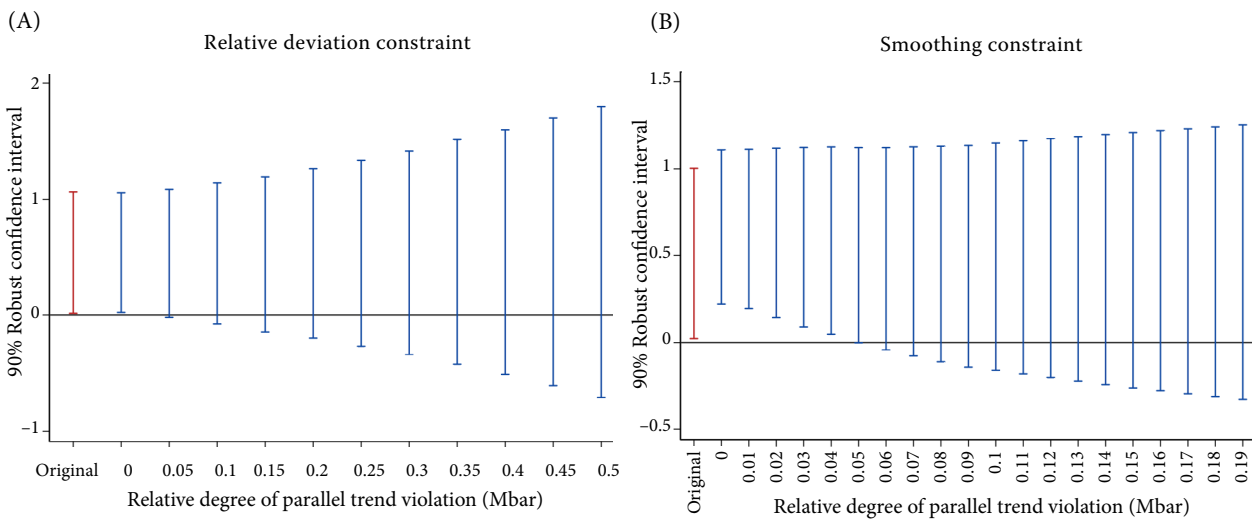 (A)
Relative deviation constraint
90% Robust confidence interval
2
1
0
−1
Original 0 0.05 0.1 0.15 0.2 0.25 0.3 0.35 0.4 0.45 0.5
Relative degree of parallel trend violation (Mbar)
(B)
Smoothing constraint
90% Robust confidence interval
1.5
1
0.5
0
−0.5
Original 0 0.01 0.02 0.03 0.04 0.05 0.06 0.07 0.08 0.09 0.1 0.11 0.12 0.13 0.14 0.15 0.16 0.17 0.18 0.19
Relative degree of parallel trend violation (Mbar)